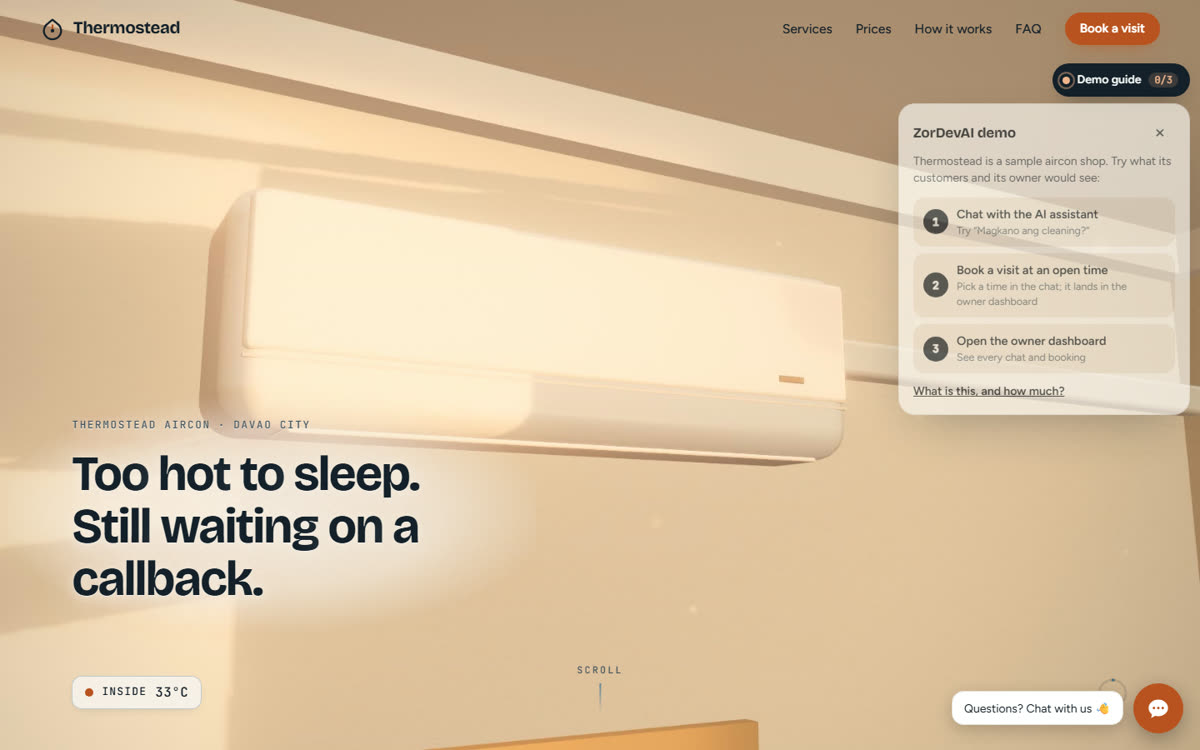 Thermostead
Services
Prices
How it works
FAQ
Book a visit
Demo guide
0/3
ZorDevAI demo
×
Thermostead is a sample aircon shop. Try what its
customers and its owner would see:
1
Chat with the AI assistant
Try "Magkano ang cleaning?"
2
Book a visit at an open time
Pick a time in the chat; it lands in the
owner dashboard
3
Open the owner dashboard
See every chat and booking
What is this, and how much?
THERMOSTEAD AIRCON · DAVAO CITY
Too hot to sleep.
Still waiting on a
callback.
INSIDE 33°C
SCROLL
Questions? Chat with us 👋